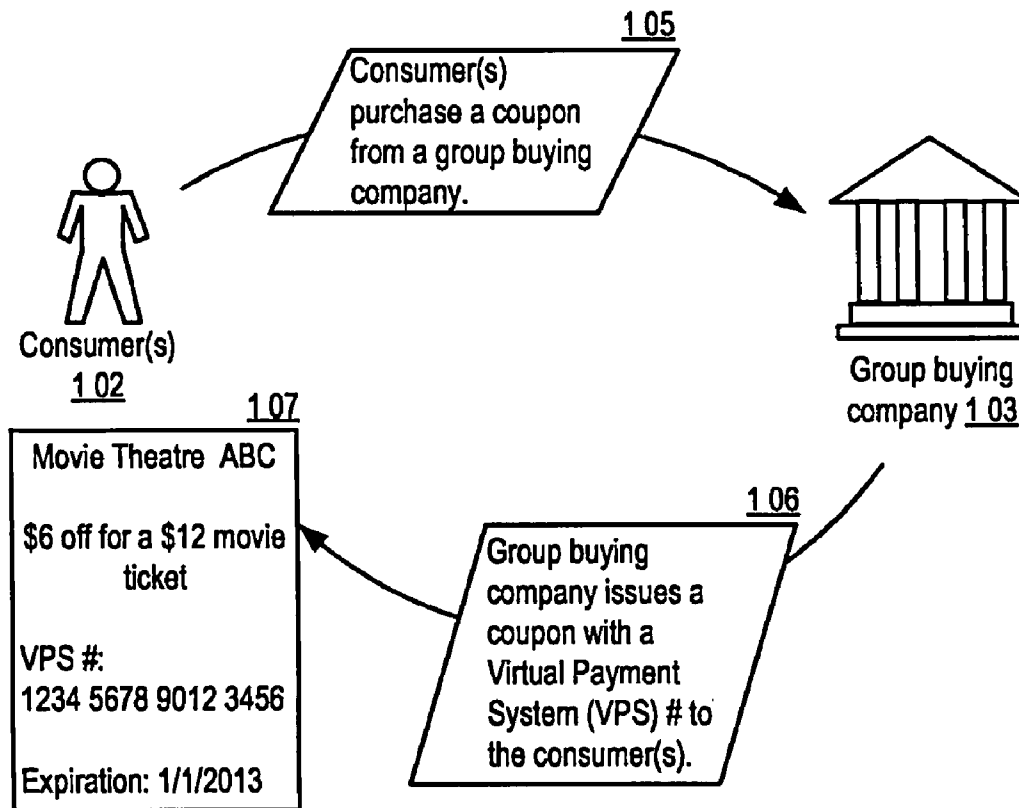 1 05
Consumer(s)
purchase a coupon
from a group buying
company.
Consumer(s)
1 02
Group buying
company 1 03
1 07
Movie Theatre ABC
$6 off for a $12 movie
ticket
VPS #:
1234 5678 9012 3456
Expiration: 1/1/2013
1 06
Group buying
company issues a
coupon with a
Virtual Payment
System (VPS) # to
the consumer(s).